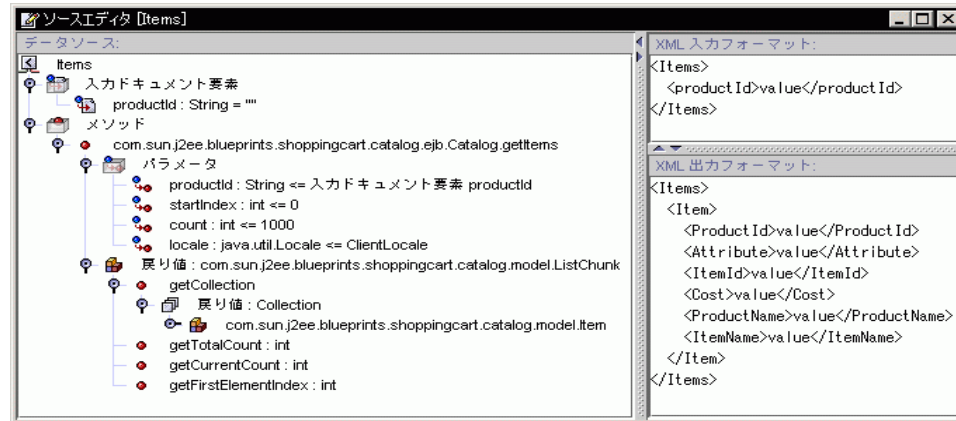 ソースエディタ [Items]
データソース:
Items
入力ドキュメント要素
productId : String = ""
メソッド
com.sun.j2ee.blueprints.shoppingcart.catalog.ejb.Catalog.getItems
パラメータ
productId : String <= 入力ドキュメント要素 productId
startIndex : int <= 0
count : int <= 1000
locale : java.util.Locale <= ClientLocale
戻り値 : com.sun.j2ee.blueprints.shoppingcart.catalog.model.ListChunk
getCollection
戻り値 : Collection
com.sun.j2ee.blueprints.shoppingcart.catalog.model.Item
getTotalCount : int
getCurrentCount : int
getFirstElementIndex : int
XML 入力フォーマット:
<Items>
<productId>value</productId>
</Items>
XML 出力フォーマット:
<Items>
<Item>
<ProductId>value</ProductId>
<Attribute>value</Attribute>
<ItemId>value</ItemId>
<Cost>value</Cost>
<ProductName>value</ProductName>
<ItemName>value</ItemName>
</Item>
</Items>